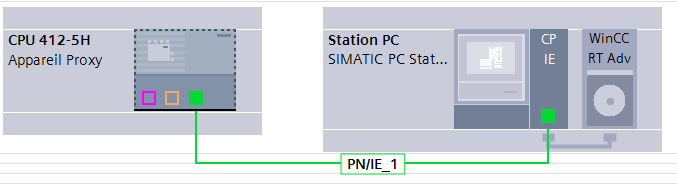 CPU 412-5H
Appareil Proxy
Station PC
SIMATIC PC Stat...
CP
IE
WinCC
RT Adv
PN/IE_1